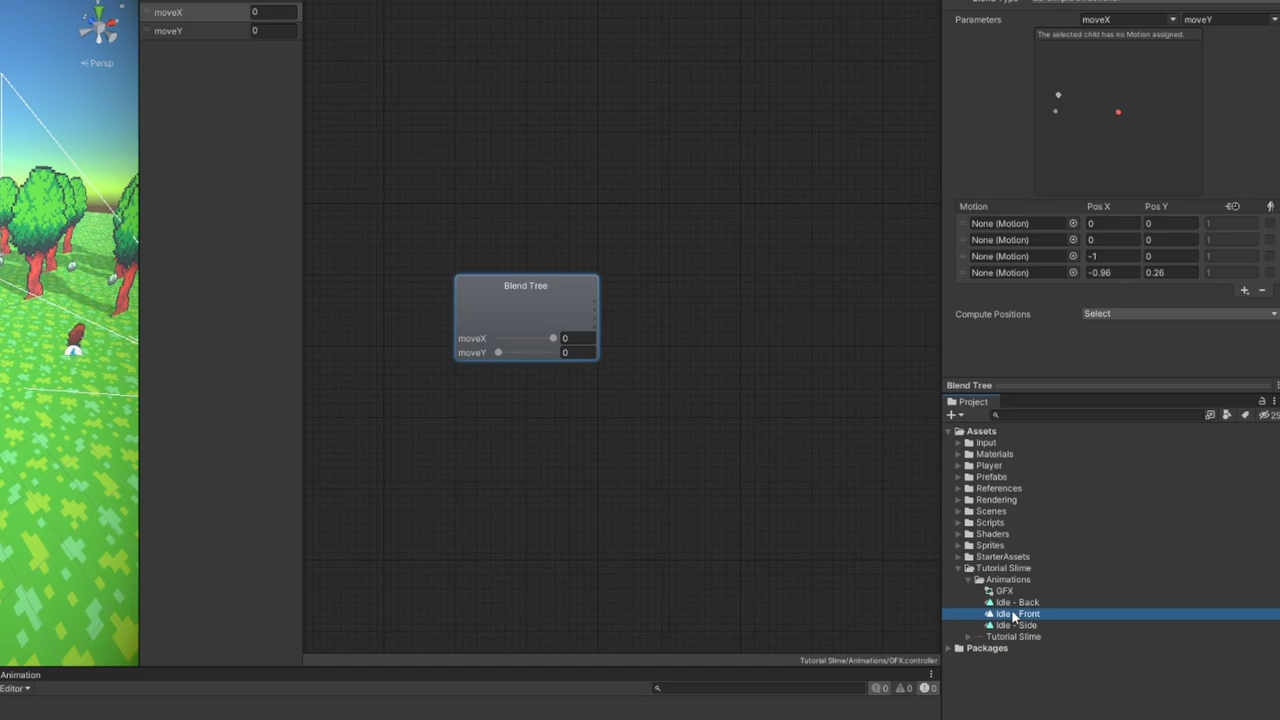 moveX 0
moveY 0
Persp
Parameters moveX moveY
The selected child has no Motion assigned.
Motion Pos X Pos Y
None (Motion) 0 0 1
None (Motion) 0 0 1
None (Motion) -1 0 1
None (Motion) -0.96 0.26 1
Compute Positions Select
Blend Tree
moveX 0
moveY 0
Blend Tree
Project
25
Assets
Input
Materials
Player
Prefabs
References
Rendering
Scenes
Scripts
Shaders
Sprites
StarterAssets
Tutorial Slime
Animations
GFX
Idle - Back
Idle - Front
Idle - Side
Tutorial Slime
Packages
Tutorial Slime/Animations/GFX.controller
Animation
Editor
0 0 0